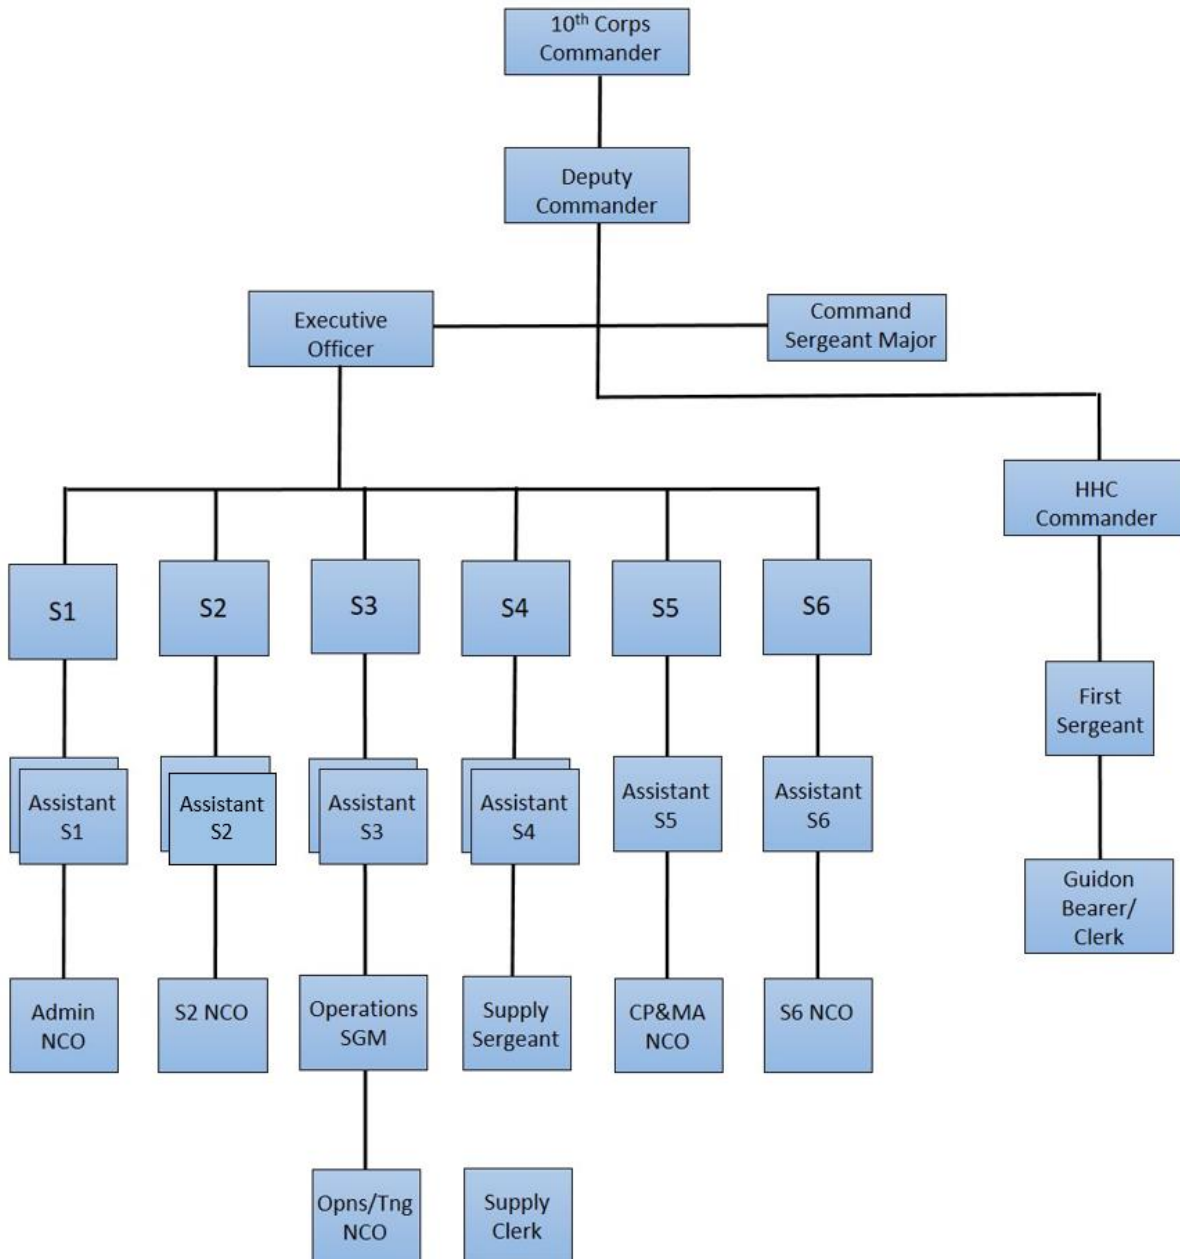 10th Corps
Commander
Deputy
Commander
Executive
Officer
Command
Sergeant Major
HHC
Commander
S1
S2
S3
S4
S5
S6
First
Sergeant
Assistant
S1
Assistant
S2
Assistant
S3
Assistant
S4
Assistant
S5
Assistant
S6
Guidon
Bearer/
Clerk
Admin
NCO
S2 NCO
Operations
SGM
Supply
Sergeant
CP&MA
NCO
S6 NCO
Opns/Tng
NCO
Supply
Clerk